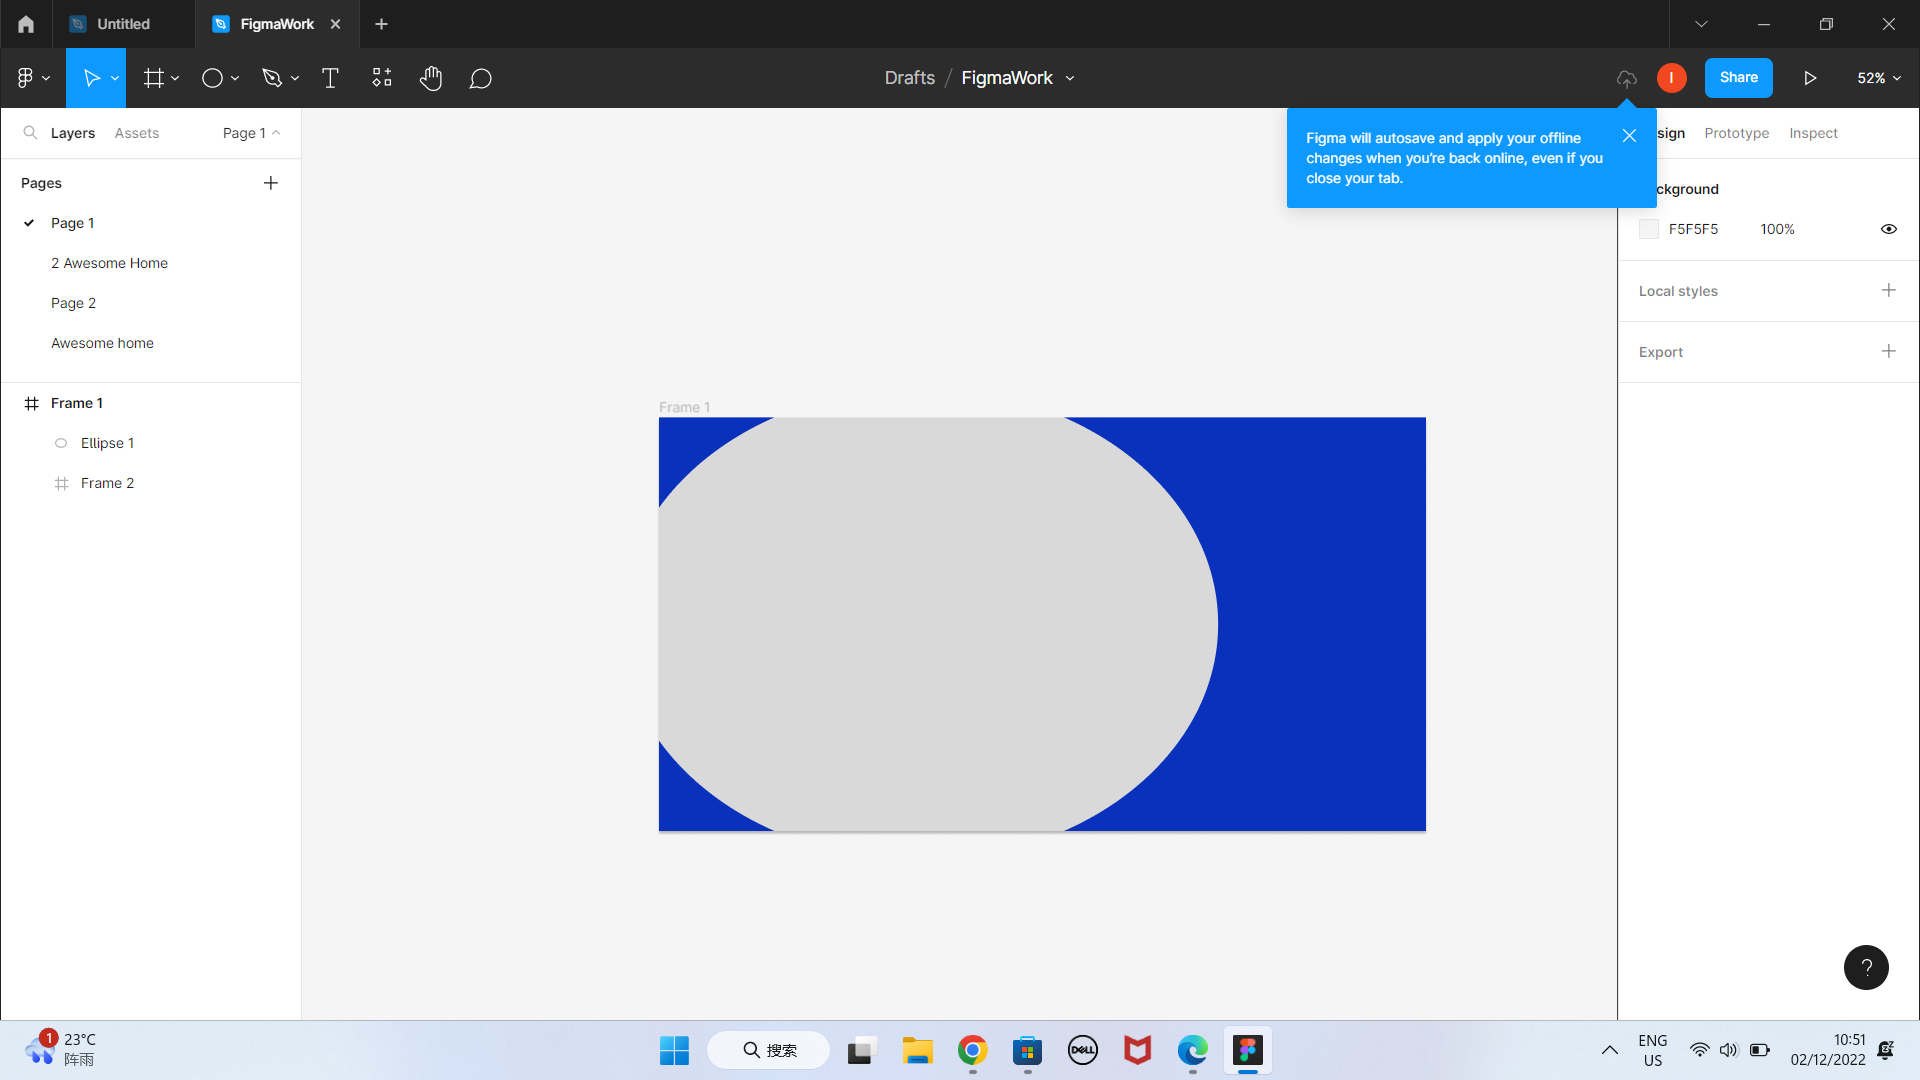 Untitled
FigmaWork
Drafts / FigmaWork
I
Share
52%
Layers
Assets
Page 1
Figma will autosave and apply your offline
changes when you're back online, even if you
close your tab.
sign
Prototype
Inspect
Pages
Page 1
2 Awesome Home
Page 2
Awesome home
ckground
F5F5F5
100%
Local styles
Export
Frame 1
Ellipse 1
Frame 2
Frame 1
?
1
23°C
阵雨
搜索
DELL
ENG
US
10:51
02/12/2022